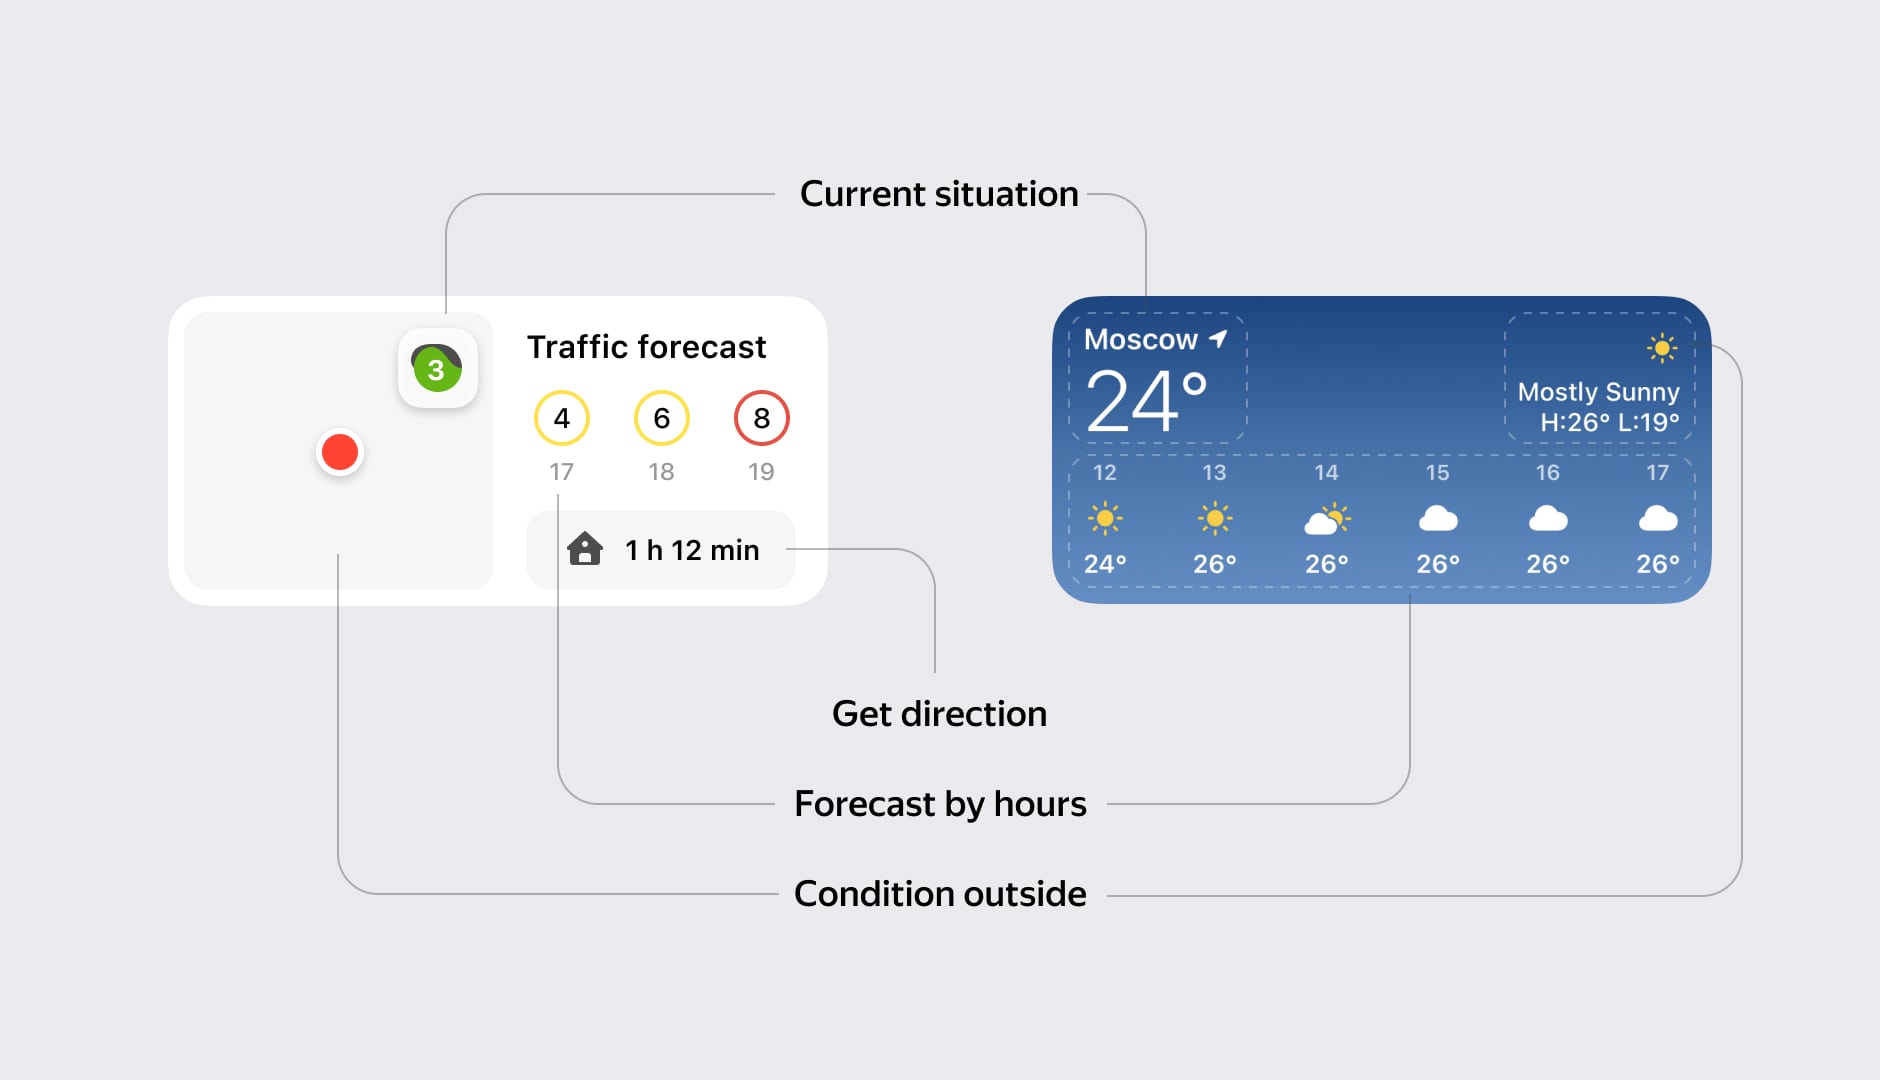 Current situation
3
Traffic forecast
4 6 8
17 18 19
1 h 12 min
Moscow
24°
Mostly Sunny
H:26° L:19°
12 13 14 15 16 17
24° 26° 26° 26° 26° 26°
Get direction
Forecast by hours
Condition outside